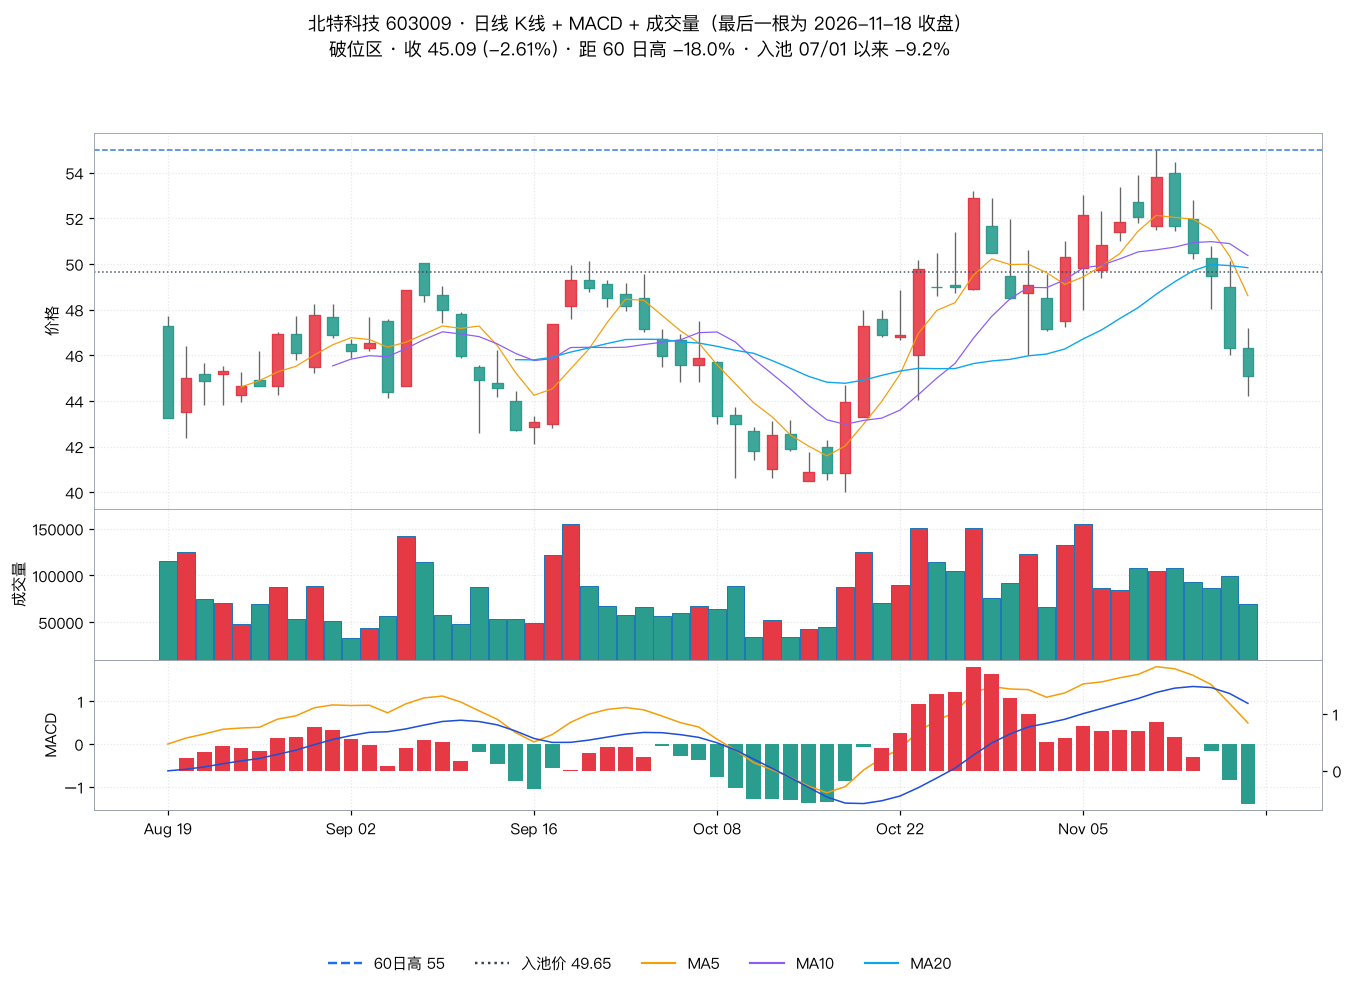 北特科技 603009 · 日线 K线 + MACD + 成交量（最后一根为 2026−11−18 收盘）
破位区 · 收 45.09 (−2.61%) · 距 60 日高 −18.0% · 入池 07/01 以来 −9.2%
价格
54
52
50
48
46
44
42
40
成交量
150000
100000
50000
MACD
1
0
−1
1
0
Aug 19
Sep 02
Sep 16
Oct 08
Oct 22
Nov 05
60日高 55
入池价 49.65
MA5
MA10
MA20